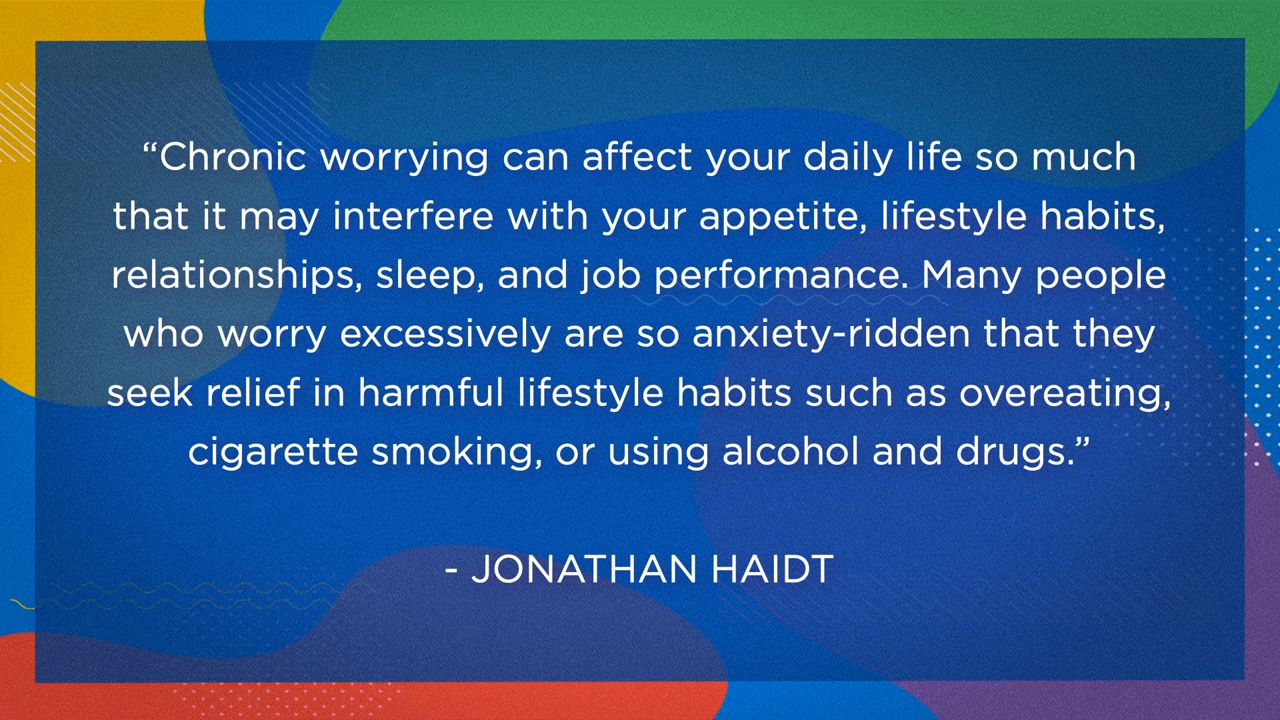 “Chronic worrying can affect your daily life so much
that it may interfere with your appetite, lifestyle habits,
relationships, sleep, and job performance. Many people
who worry excessively are so anxiety-ridden that they
seek relief in harmful lifestyle habits such as overeating,
cigarette smoking, or using alcohol and drugs.”
- JONATHAN HAIDT